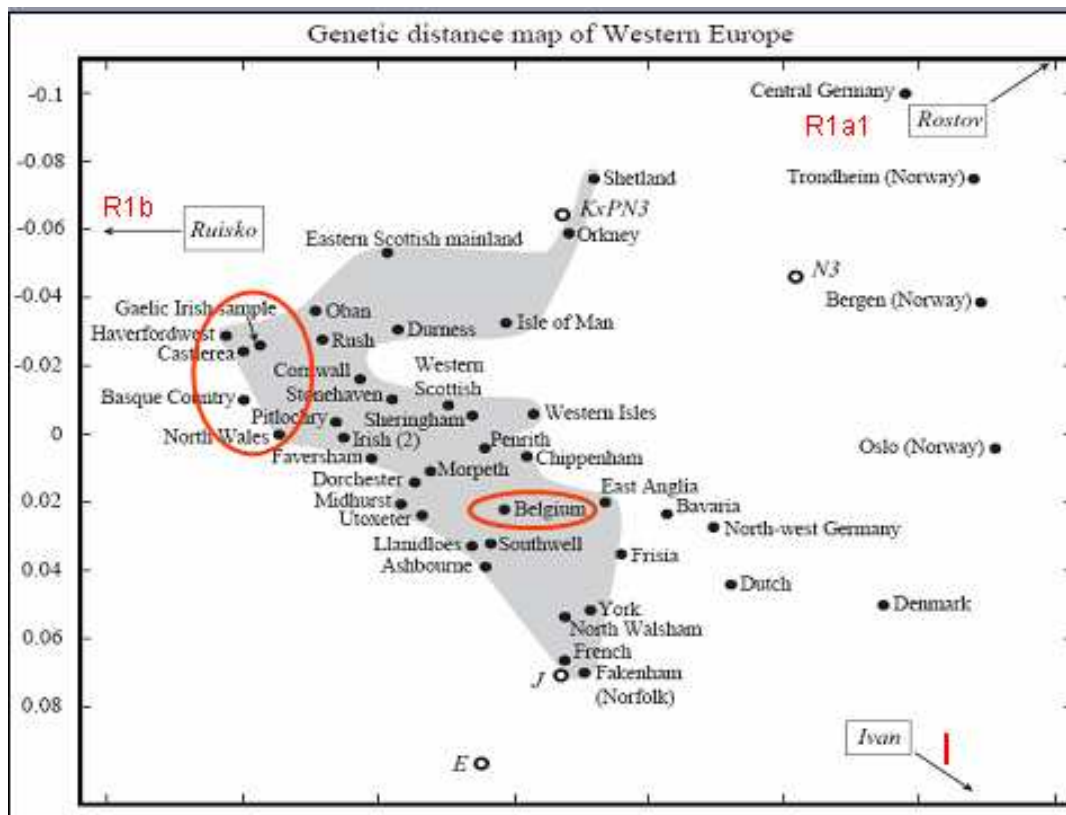 Genetic distance map of Western Europe
-0.1
Central Germany
R1a1
Rostov
-0.08
Shetland
Trondheim (Norway)
R1b
KxPN3
-0.06
Ruisko
Orkney
Eastern Scottish mainland
N3
-0.04
Gaelic Irish sample
Oban
Bergen (Norway)
Haverfordwest
Durness
Isle of Man
Castlerea
Rush
-0.02
Cornwall
Western
Scottish
Basque Country
Stonehaven
Pitlochry
Sheringham
Western Isles
0
North Wales
Irish (2)
Penrith
Oslo (Norway)
Faversham
Chippenham
Morpeth
Dorchester
East Anglia
0.02
Midhurst
Belgium
Bavaria
Utoxeter
North-west Germany
Llanidloes
Southwell
Frisia
0.04
Ashbourne
Dutch
Denmark
York
0.06
North Walsham
French
J
Fakenham
(Norfolk)
0.08
Ivan
I
E